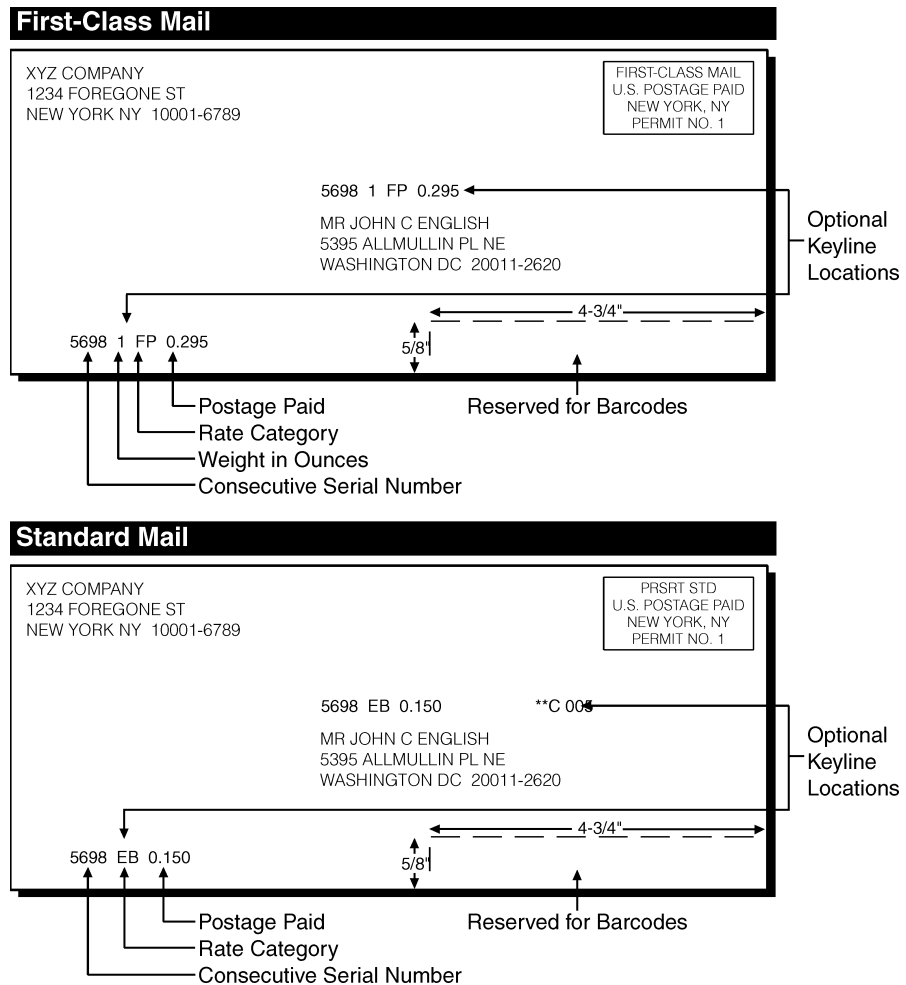 First-Class Mail
XYZ COMPANY
1234 FOREGONE ST
NEW YORK NY 10001-6789
FIRST-CLASS MAIL
U.S. POSTAGE PAID
NEW YORK, NY
PERMIT NO. 1
5698 1 FP 0.295
MR JOHN C ENGLISH
5395 ALLMULLIN PL NE
WASHINGTON DC 20011-2620
Optional
Keyline
Locations
4-3/4"
5698 1 FP 0.295
5/8"
Postage Paid
Reserved for Barcodes
Rate Category
Weight in Ounces
Consecutive Serial Number
Standard Mail
XYZ COMPANY
1234 FOREGONE ST
NEW YORK NY 10001-6789
PRSRT STD
U.S. POSTAGE PAID
NEW YORK, NY
PERMIT NO. 1
5698 EB 0.150 **C 005
MR JOHN C ENGLISH
5395 ALLMULLIN PL NE
WASHINGTON DC 20011-2620
Optional
Keyline
Locations
4-3/4"
5698 EB 0.150
5/8"
Postage Paid
Reserved for Barcodes
Rate Category
Consecutive Serial Number